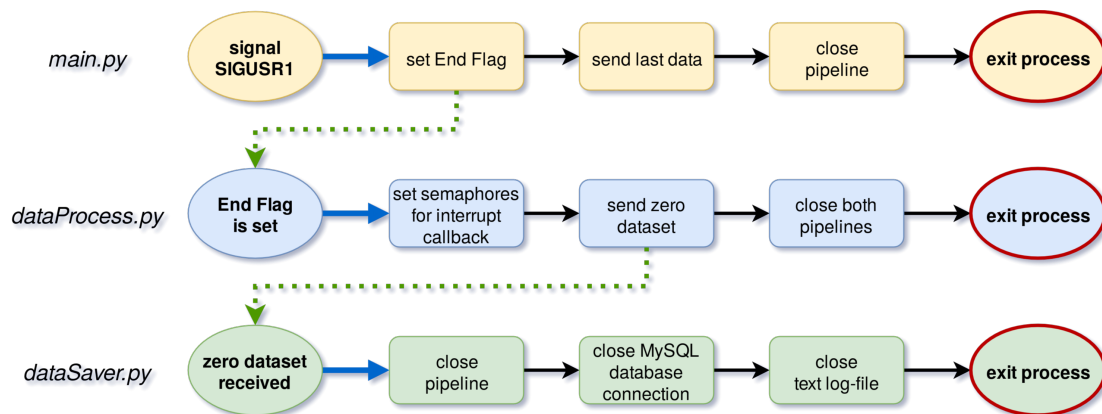 main.py
signal
SIGUSR1
set End Flag
send last data
close
pipeline
exit process
dataProcess.py
End Flag
is set
set semaphores
for interrupt
callback
send zero
dataset
close both
pipelines
exit process
dataSaver.py
zero dataset
received
close
pipeline
close MySQL
database
connection
close
text log-file
exit process